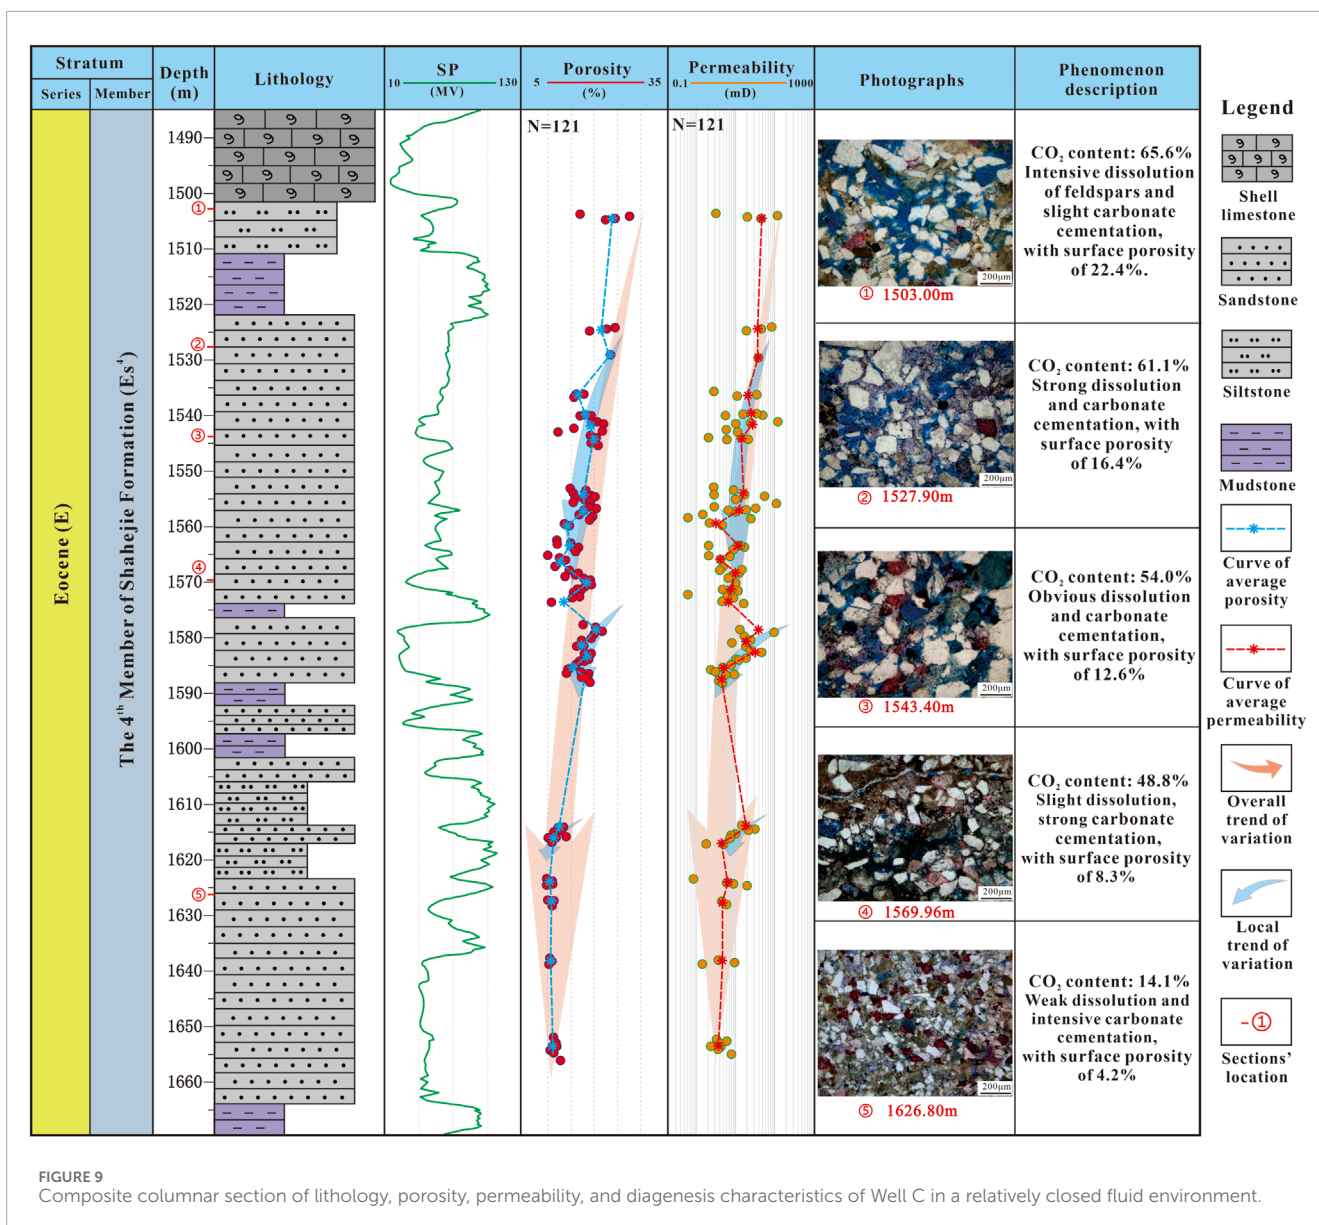 Stratum
Series
Member
Depth
(m)
Lithology
SP
10
130
(MV)
Porosity
5
35
(%)
Permeability
0.1
1000
(mD)
Photographs
Phenomenon
description
Eocene (E)
The 4th Member of Shahejie Formation (Es4)
1490
1500
1510
1520
1530
1540
1550
1560
1570
1580
1590
1600
1610
1620
1630
1640
1650
1660
①
②
③
④
⑤
N=121
N=121
200μm
① 1503.00m
200μm
② 1527.90m
200μm
③ 1543.40m
200μm
④ 1569.96m
200μm
⑤ 1626.80m
CO2 content: 65.6%
Intensive dissolution
of feldspars and
slight carbonate
cementation,
with surface porosity
of 22.4%.
CO2 content: 61.1%
Strong dissolution
and carbonate
cementation, with
surface porosity
of 16.4%
CO2 content: 54.0%
Obvious dissolution
and carbonate
cementation,
with surface porosity
of 12.6%
CO2 content: 48.8%
Slight dissolution,
strong carbonate
cementation,
with surface porosity
of 8.3%
CO2 content: 14.1%
Weak dissolution and
intensive carbonate
cementation,
with surface porosity
of 4.2%
Legend
Shell
limestone
Sandstone
Siltstone
Mudstone
Curve of
average
porosity
Curve of
average
permeability
Overall
trend of
variation
Local
trend of
variation
-①
Sections'
location
FIGURE 9
Composite columnar section of lithology, porosity, permeability, and diagenesis characteristics of Well C in a relatively closed fluid environment.